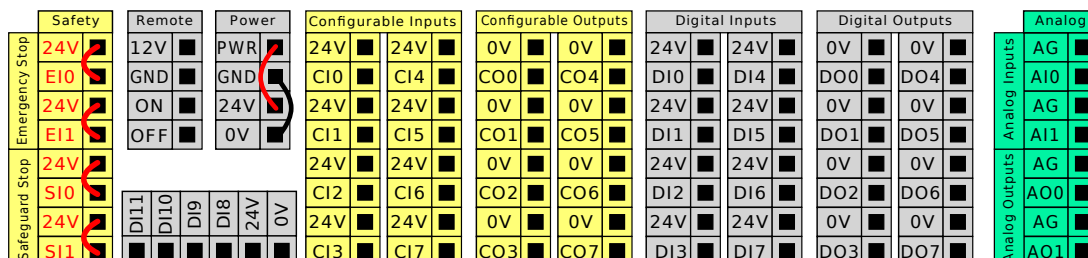 Safety
Emergency Stop
24V
EI0
24V
EI1
Safeguard Stop
24V
SI0
24V
SI1
Remote
12V
GND
ON
OFF
Power
PWR
GND
24V
0V
DI11
DI10
DI9
DI8
24V
0V
Configurable Inputs
24V 24V
CI0 CI4
24V 24V
CI1 CI5
24V 24V
CI2 CI6
24V 24V
CI3 CI7
Configurable Outputs
0V 0V
CO0 CO4
0V 0V
CO1 CO5
0V 0V
CO2 CO6
0V 0V
CO3 CO7
Digital Inputs
24V 24V
DI0 DI4
24V 24V
DI1 DI5
24V 24V
DI2 DI6
24V 24V
DI3 DI7
Digital Outputs
0V 0V
DO0 DO4
0V 0V
DO1 DO5
0V 0V
DO2 DO6
0V 0V
DO3 DO7
Analog
Analog Inputs
AG
AI0
AG
AI1
Analog Outputs
AG
AO0
AG
AO1